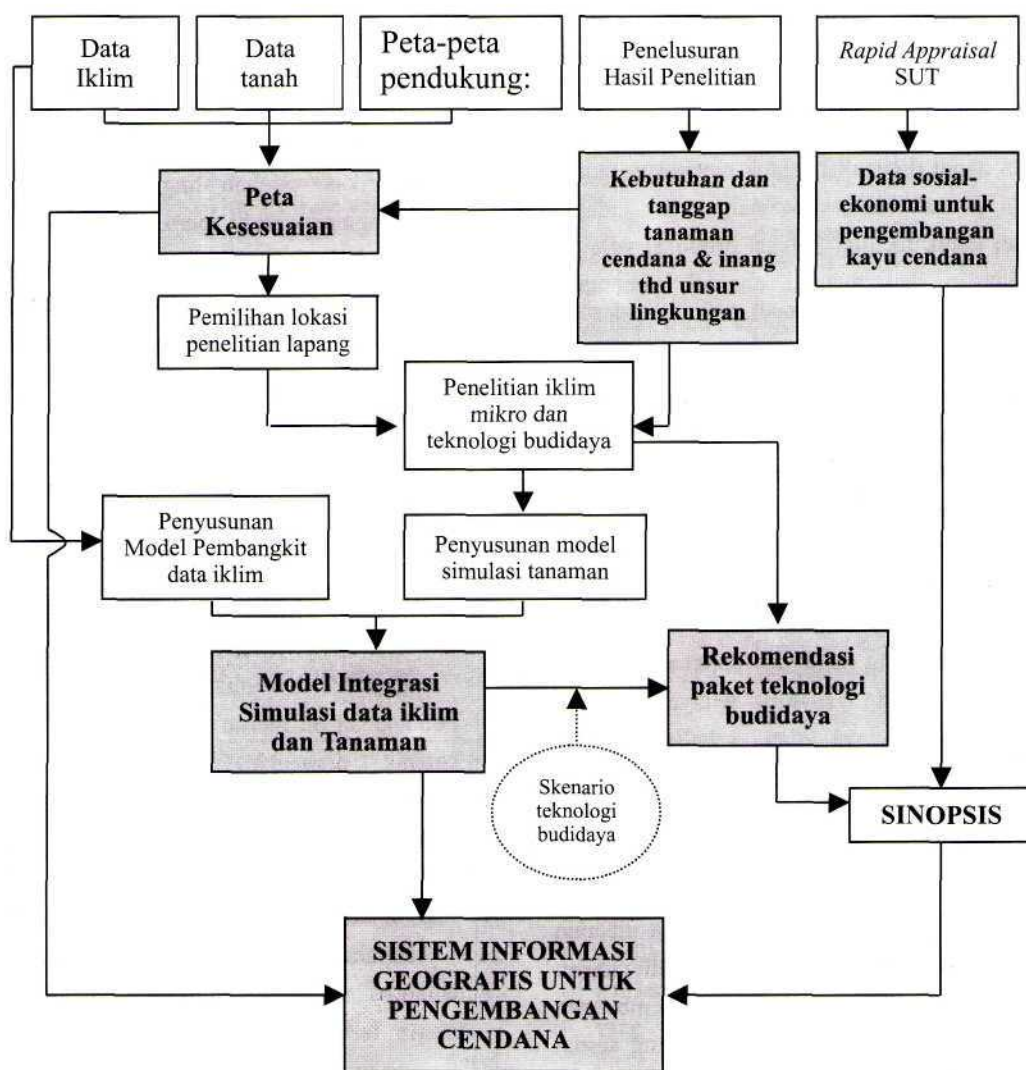 Data
Iklim
Data
tanah
Peta-peta
pendukung:
Penelusuran
Hasil Penelitian
Rapid Appraisal
SUT
Peta
Kesesuaian
Kebutuhan dan
tanggap
tanaman
cendana & inang
thd unsur
lingkungan
Data sosial-
ekonomi untuk
pengembangan
kayu cendana
Pemilihan lokasi
penelitian lapang
Penelitian iklim
mikro dan
teknologi budidaya
Penyusunan
Model Pembangkit
data iklim
Penyusunan model
simulasi tanaman
Model Integrasi
Simulasi data iklim
dan Tanaman
Rekomendasi
paket teknologi
budidaya
Skenario
teknologi
budidaya
SINOPSIS
SISTEM INFORMASI
GEOGRAFIS UNTUK
PENGEMBANGAN
CENDANA